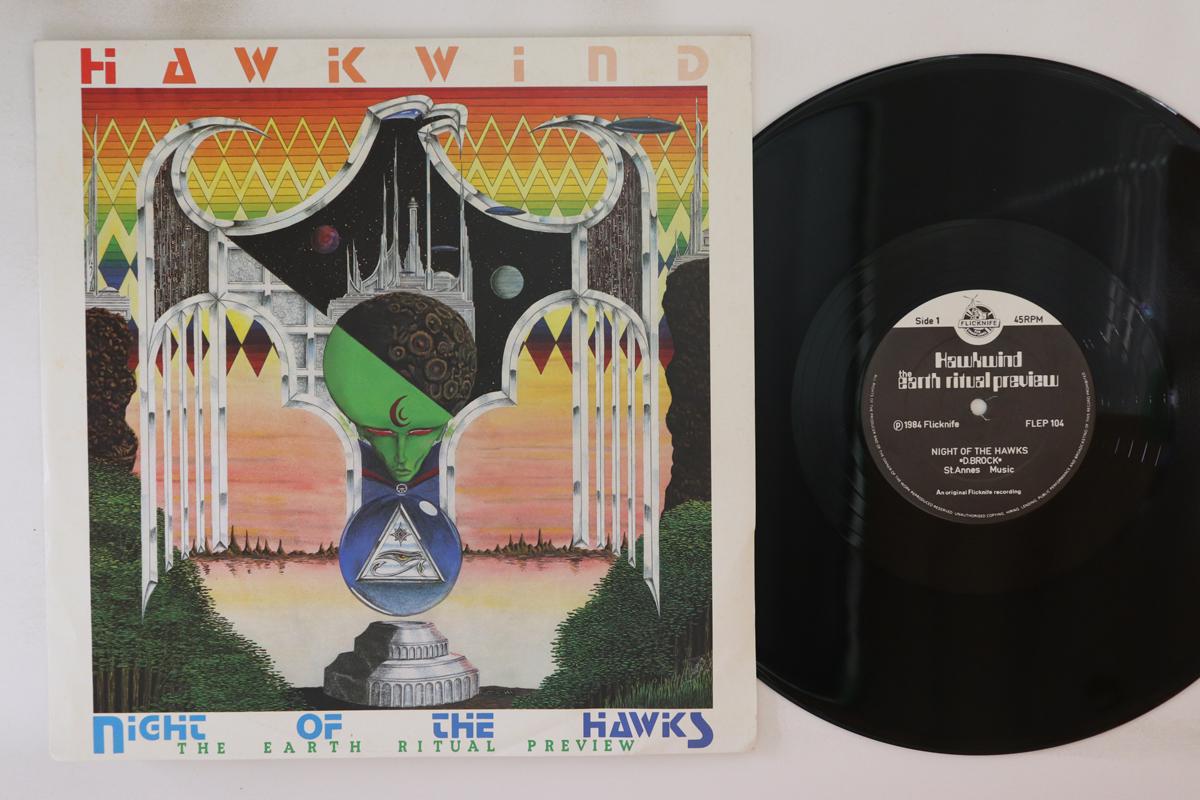 HAWKWiND
NiGHT OF THE HAWKS
THE EARTH RITUAL PREVIEW
FLICKNIFE
Side 1 45RPM
Hawkwind
the
earth ritual preview
℗1984 Flicknife FLEP 104
NIGHT OF THE HAWKS
*D.BROCK*
St.Annes Music
An original Flicknife recording